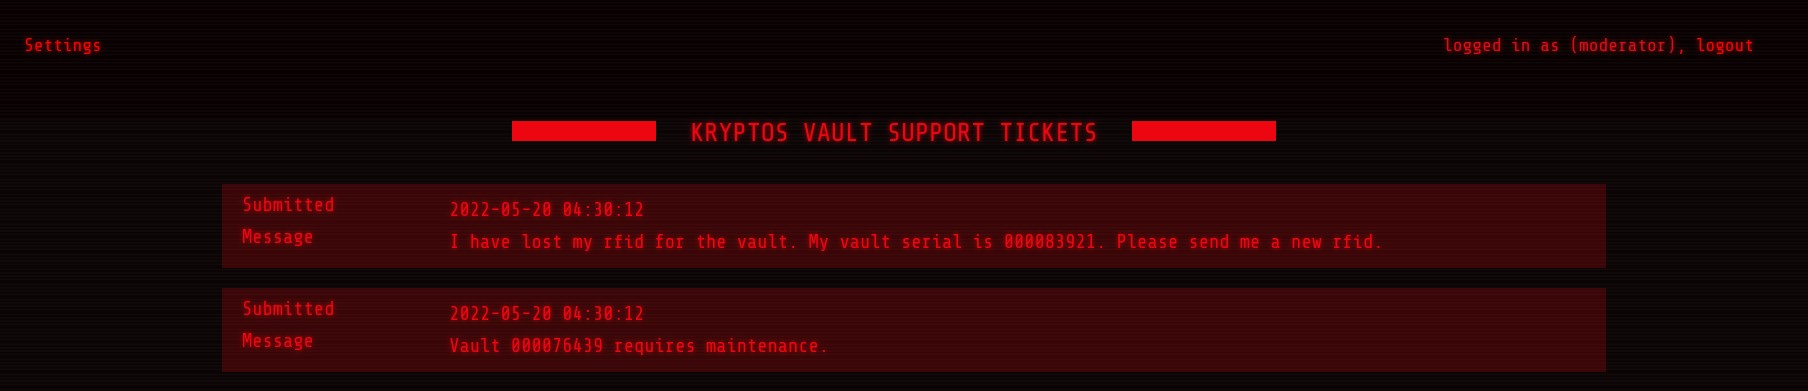 Settings
logged in as (moderator), logout
KRYPTOS VAULT SUPPORT TICKETS
Submitted 2022-05-20 04:30:12
Message I have lost my rfid for the vault. My vault serial is 000083921. Please send me a new rfid.
Submitted 2022-05-20 04:30:12
Message Vault 000076439 requires maintenance.